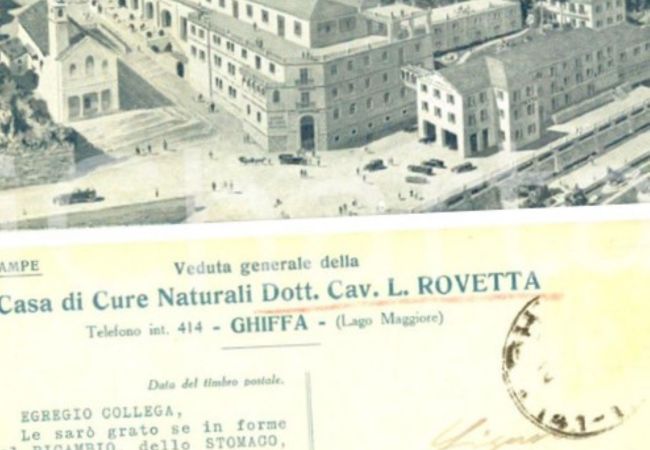 AMPE
Veduta generale della
Casa di Cure Naturali Dott. Cav. L. ROVETTA
Telefono int. 414 - GHIFFA - (Lago Maggiore)
Data del timbro postale.
EGREGIO COLLEGA,
Le sarò grato se in forme
RICAMBIO, dello STOMACO,